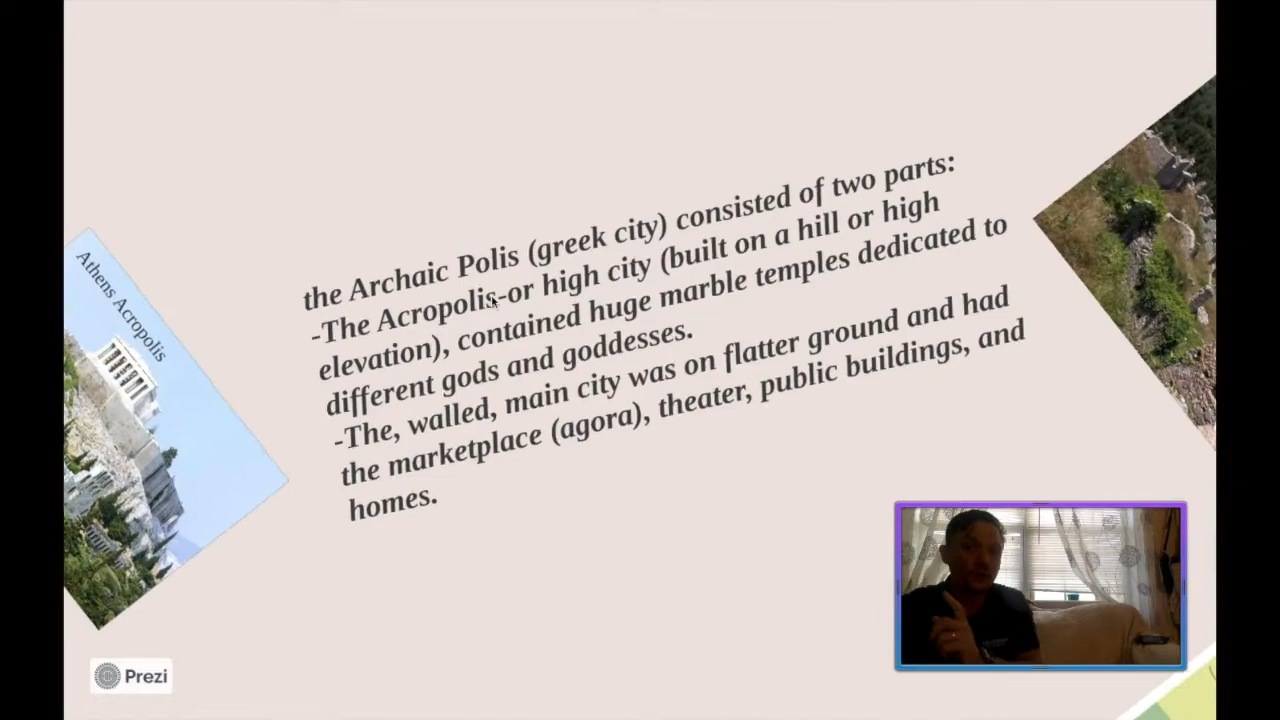 the Archaic Polis (greek city) consisted of two parts:
-The Acropolis-or high city (built on a hill or high
elevation), contained huge marble temples dedicated to
different gods and goddesses.
-The, walled, main city was on flatter ground and had
the marketplace (agora), theater, public buildings, and
homes.
Athens Acropolis
Prezi